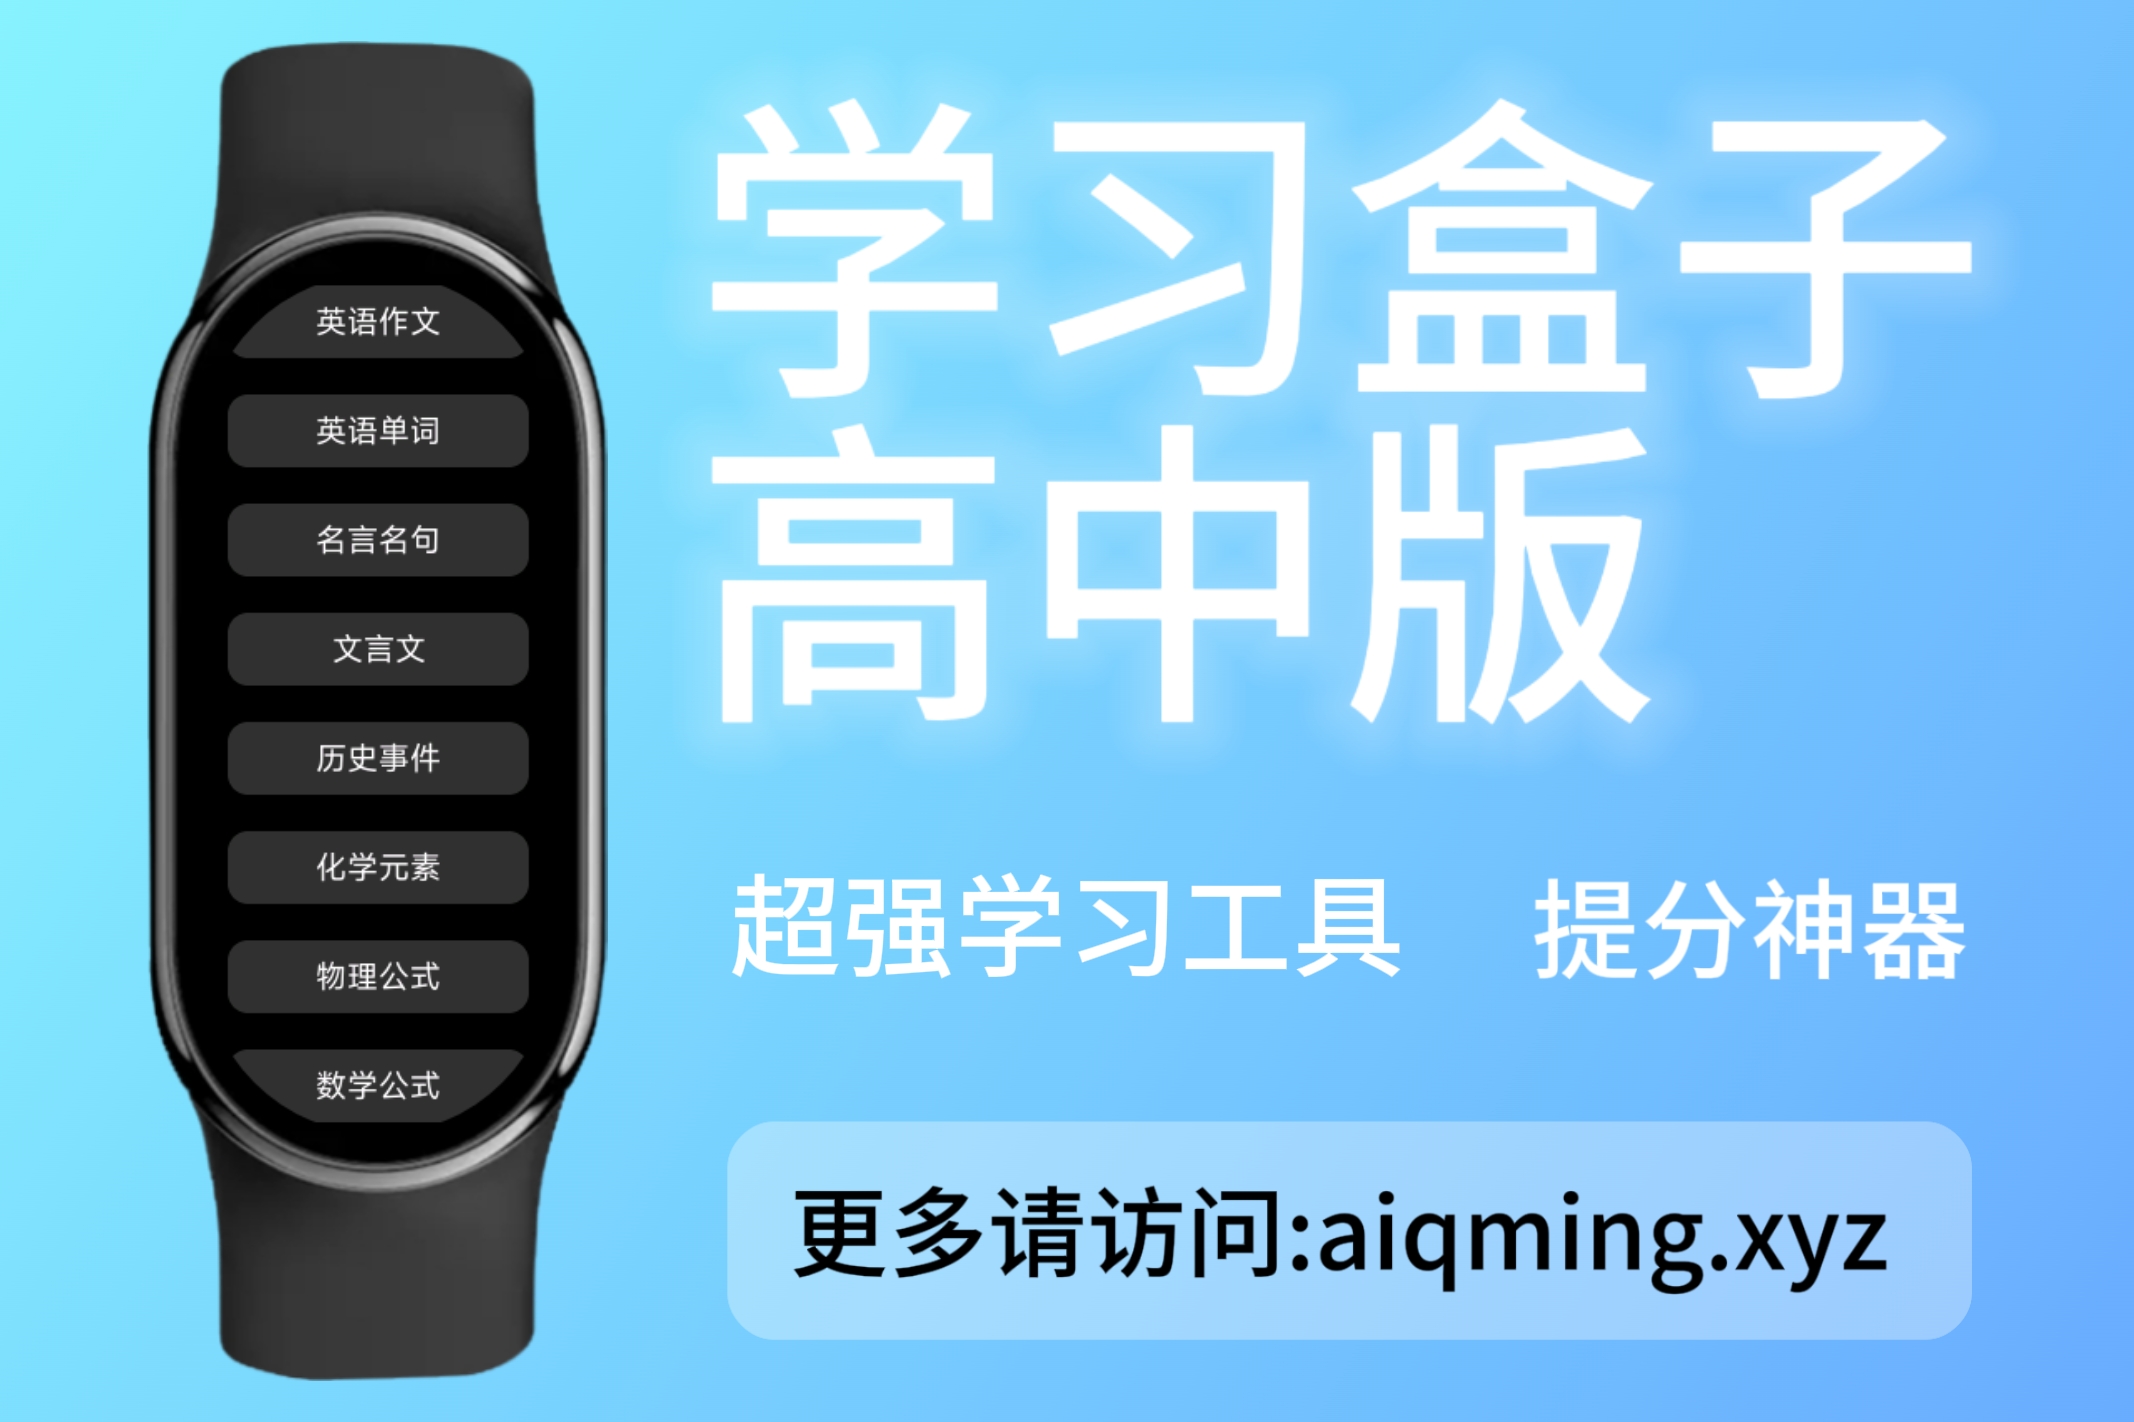 英语作文
英语单词
名言名句
文言文
历史事件
化学元素
物理公式
数学公式
学习盒子
高中版
超强学习工具 提分神器
更多请访问:aiqming.xyz